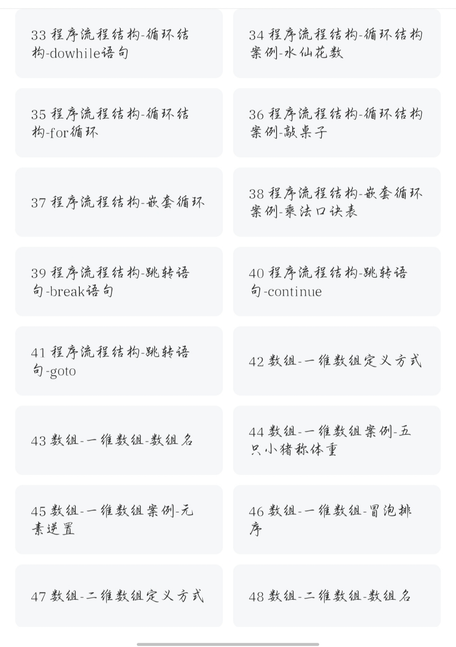 33 程序流程结构-循环结
构-dowhile语句
34 程序流程结构-循环结构
案例-水仙花数
35 程序流程结构-循环结
构-for循环
36 程序流程结构-循环结构
案例-敲桌子
37 程序流程结构-嵌套循环
38 程序流程结构-嵌套循环
案例-乘法口诀表
39 程序流程结构-跳转语
句-break语句
40 程序流程结构-跳转语
句-continue
41 程序流程结构-跳转语
句-goto
42 数组-一维数组定义方式
43 数组-一维数组-数组名
44 数组-一维数组案例-五
只小猪称体重
45 数组-一维数组案例-元
素逆置
46 数组-一维数组-冒泡排
序
47 数组-二维数组定义方式
48 数组-二维数组-数组名